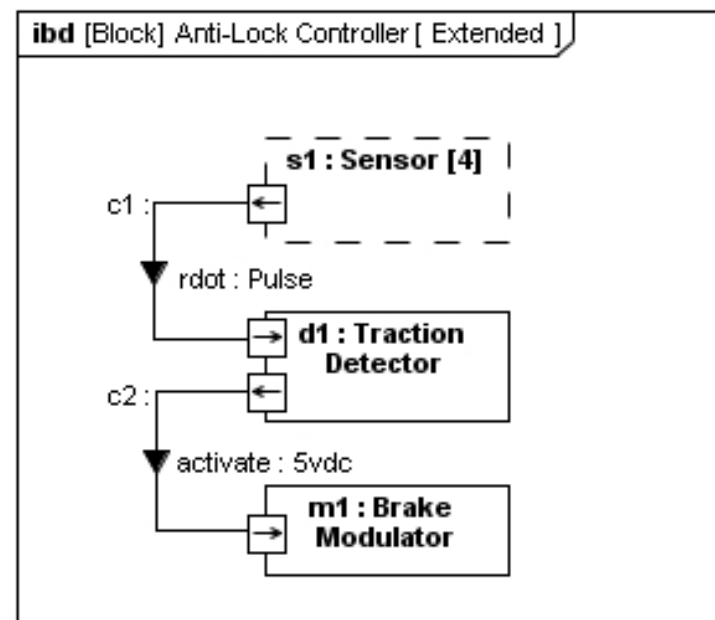 ibd [Block] Anti-Lock Controller [ Extended ]
s1 : Sensor [4]
c1 :
rdot : Pulse
d1 : Traction
Detector
c2 :
activate : 5vdc
m1 : Brake
Modulator